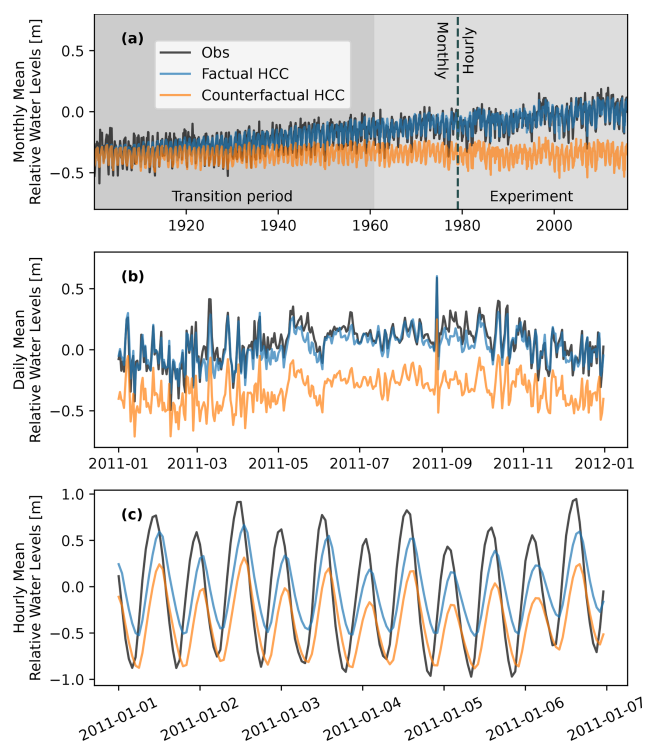 (a)
Obs
Factual HCC
Counterfactual HCC
Monthly
Hourly
Transition period
Experiment
Monthly Mean
Relative Water Levels [m]
0.5
0.0
−0.5
1920
1940
1960
1980
2000
(b)
Daily Mean
Relative Water Levels [m]
0.5
0.0
−0.5
2011-01
2011-03
2011-05
2011-07
2011-09
2011-11
2012-01
(c)
Hourly Mean
Relative Water Levels [m]
1.0
0.5
0.0
−0.5
−1.0
2011-01-01
2011-01-02
2011-01-03
2011-01-04
2011-01-05
2011-01-06
2011-01-07